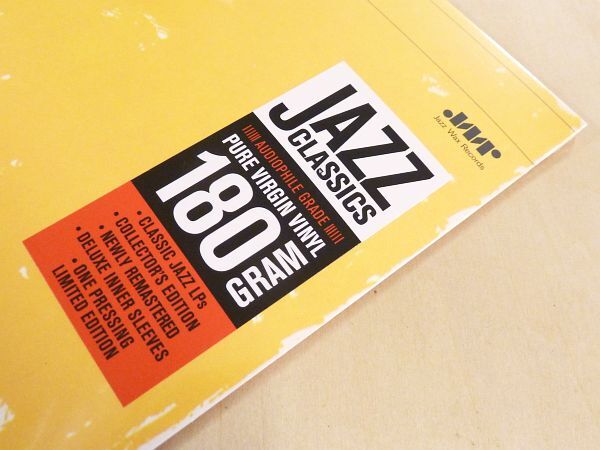 JAZZ
CLASSICS
AUDIOPHILE GRADE
PURE VIRGIN VINYL
180
GRAM
• CLASSIC JAZZ LPs
• COLLECTOR'S EDITION
• NEWLY REMASTERED
• DELUXE INNER SLEEVES
• ONE PRESSING
LIMITED EDITION
Jazz Wax Records